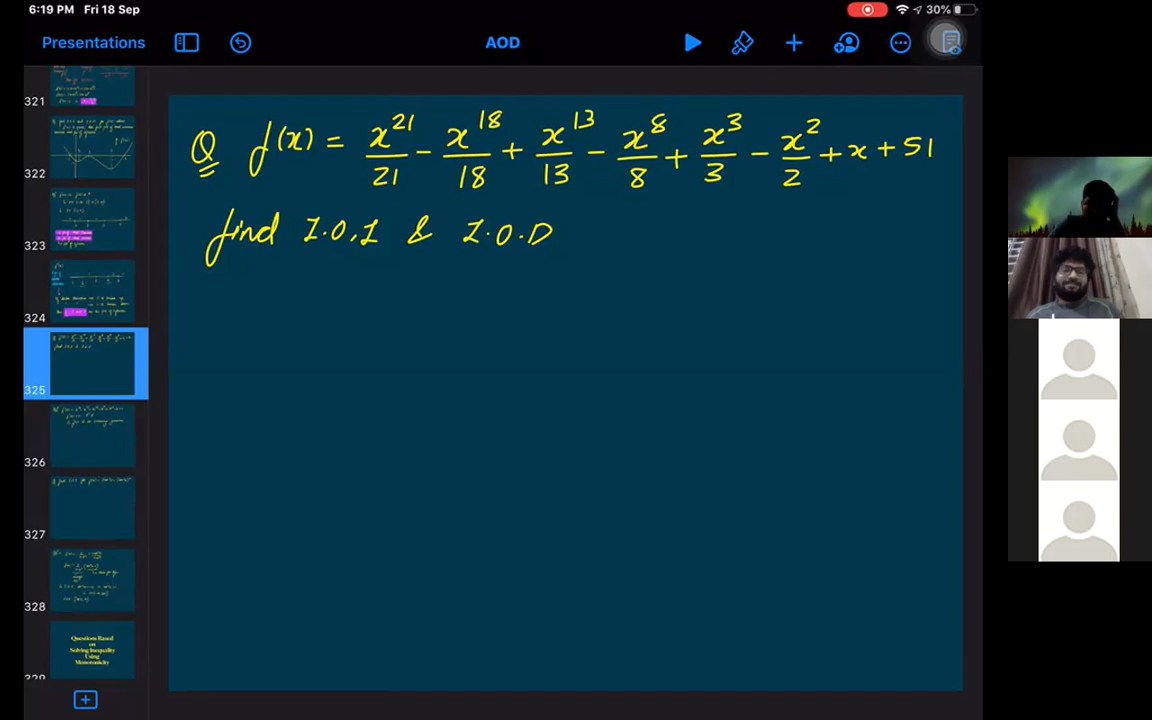 6:19 PM Fri 18 Sep
30%
Presentations
AOD
321
322
323
324
325
326
327
328
329
Q f(x) = x^21/21 - x^18/18 + x^13/13 - x^8/8 + x^3/3 - x^2/2 + x + 51
find I.O.I & I.O.D
Questions Based
on
Solving Inequality
Using
Monotonicity